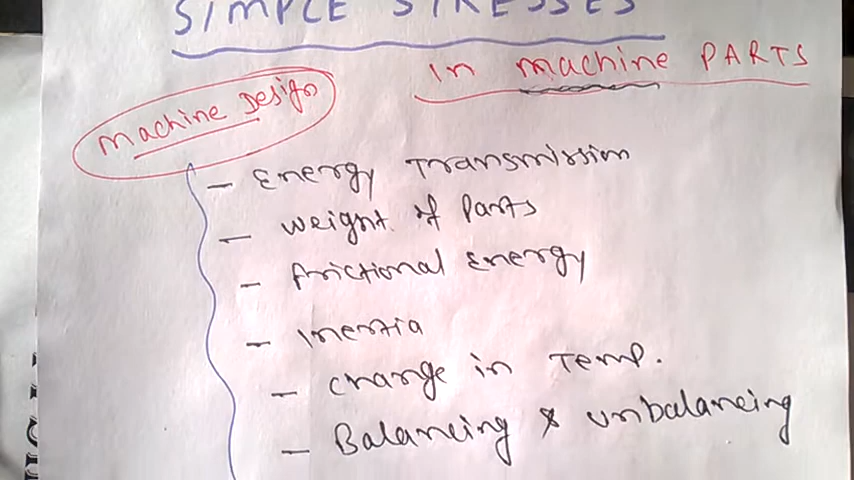 SIMPLE STRESSES
in machine PARTS
machine Design
- Energy Transmission
- weight of Parts
- frictional Energy
- Inertia
- change in Temp.
- Balancing & unbalancing